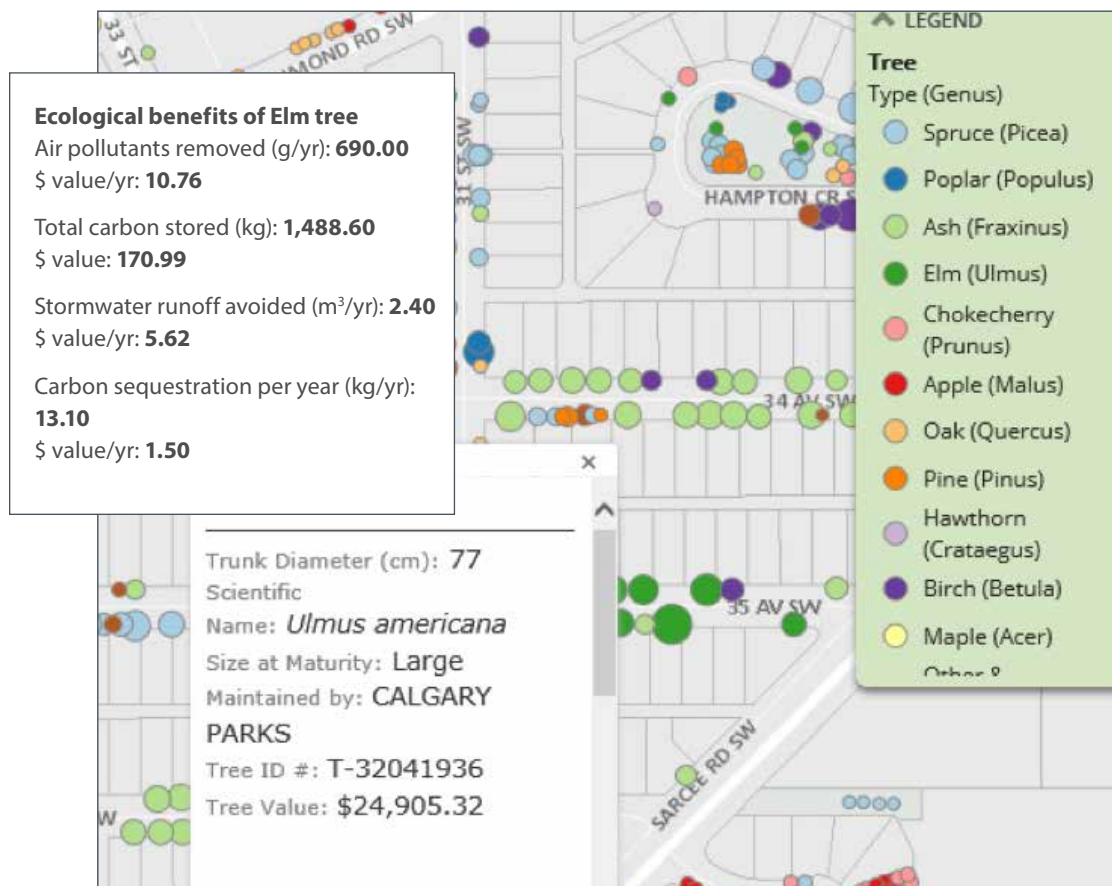 33 ST
MOND RD SW
31 ST SW
HAMPTON CR S
34 AV SW
35 AV SW
SARCEE RD SW
W
Ecological benefits of Elm tree
Air pollutants removed (g/yr): 690.00
$ value/yr: 10.76
Total carbon stored (kg): 1,488.60
$ value: 170.99
Stormwater runoff avoided (m³/yr): 2.40
$ value/yr: 5.62
Carbon sequestration per year (kg/yr):
13.10
$ value/yr: 1.50
Trunk Diameter (cm): 77
Scientific
Name: Ulmus americana
Size at Maturity: Large
Maintained by: CALGARY
PARKS
Tree ID #: T-32041936
Tree Value: $24,905.32
LEGEND
Tree
Type (Genus)
Spruce (Picea)
Poplar (Populus)
Ash (Fraxinus)
Elm (Ulmus)
Chokecherry
(Prunus)
Apple (Malus)
Oak (Quercus)
Pine (Pinus)
Hawthorn
(Crataegus)
Birch (Betula)
Maple (Acer)
Other &